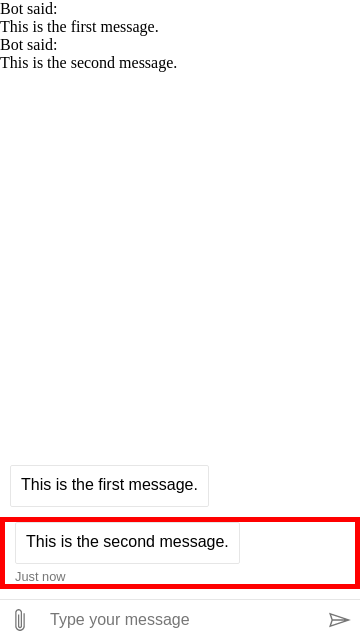 Bot said:
This is the first message.
Bot said:
This is the second message.
This is the first message.
This is the second message.
Just now
Type your message